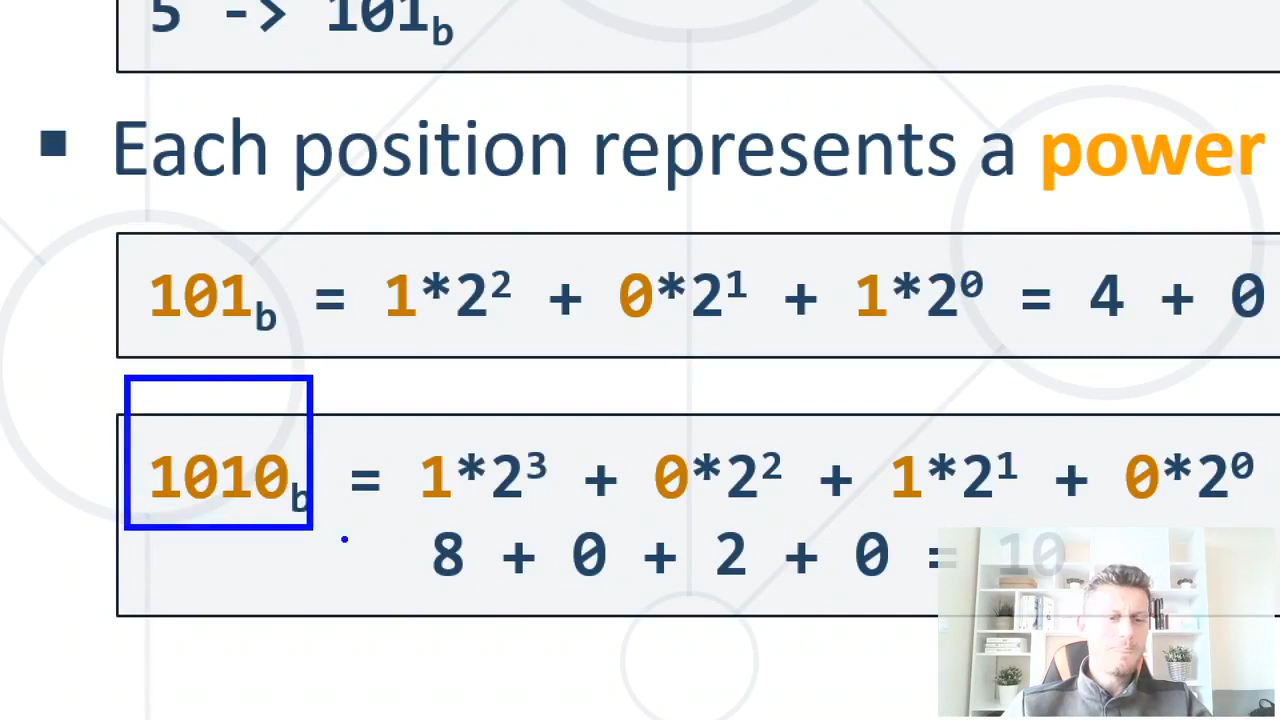 5 -> 101b
Each position represents a power
101b = 1*2² + 0*2¹ + 1*2⁰ = 4 + 0
1010b = 1*2³ + 0*2² + 1*2¹ + 0*2⁰
8 + 0 + 2 + 0 = 10